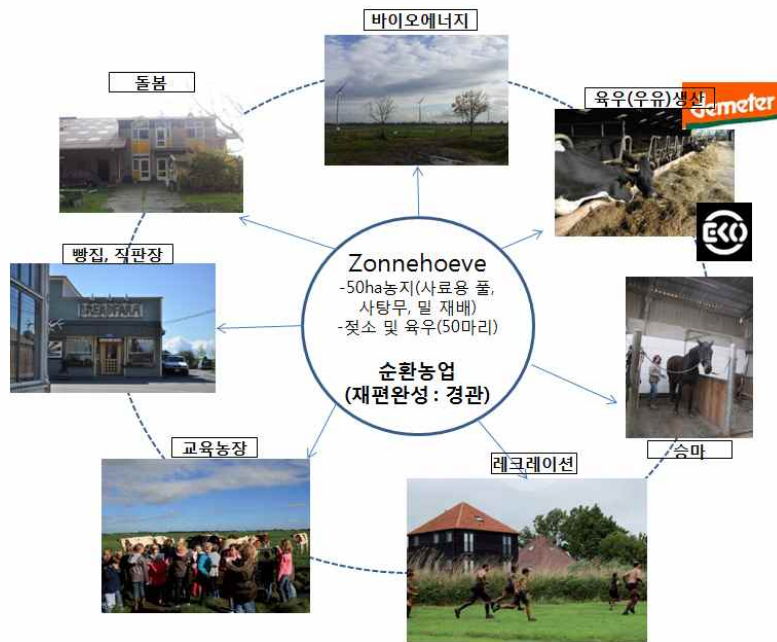 바이오에너지
돌봄
육우(우유)생산
demeter
EKO
빵집, 직판장
BREADFARM
Zonnehoeve
-50ha농지(사료용 풀,
사탕무, 밀 재배)
-젖소 및 육우(50마리)
순환농업
(재편완성 : 경관)
승마
교육농장
레크레이션